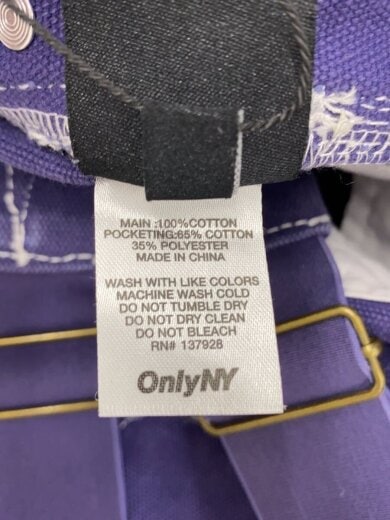 MAIN :100%COTTON
POCKETING:65% COTTON
35% POLYESTER
MADE IN CHINA
WASH WITH LIKE COLORS
MACHINE WASH COLD
DO NOT TUMBLE DRY
DO NOT DRY CLEAN
DO NOT BLEACH
RN# 137928
OnlyNY